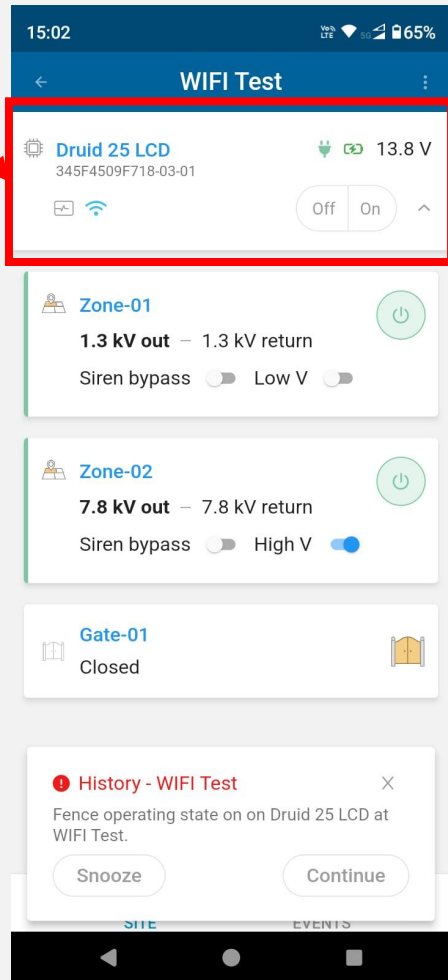 15:02
Vo») LTE 5G 65%
WIFI Test
Druid 25 LCD
13.8 V
345F4509F718-03-01
Off On
Zone-01
1.3 kV out – 1.3 kV return
Siren bypass Low V
Zone-02
7.8 kV out – 7.8 kV return
Siren bypass High V
Gate-01
Closed
History - WIFI Test
Fence operating state on on Druid 25 LCD at
WIFI Test.
Snooze Continue
SITE EVENTS